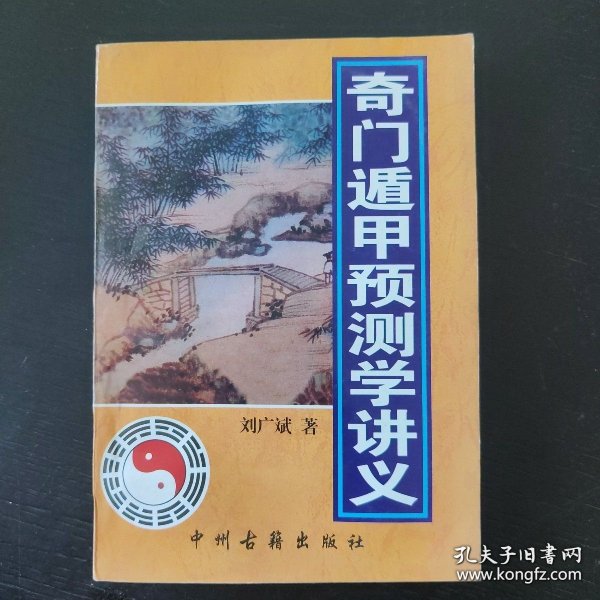 奇门遁甲预测学讲义
刘广斌 著
中州古籍出版社
孔夫子旧书网
www.kongfz.com